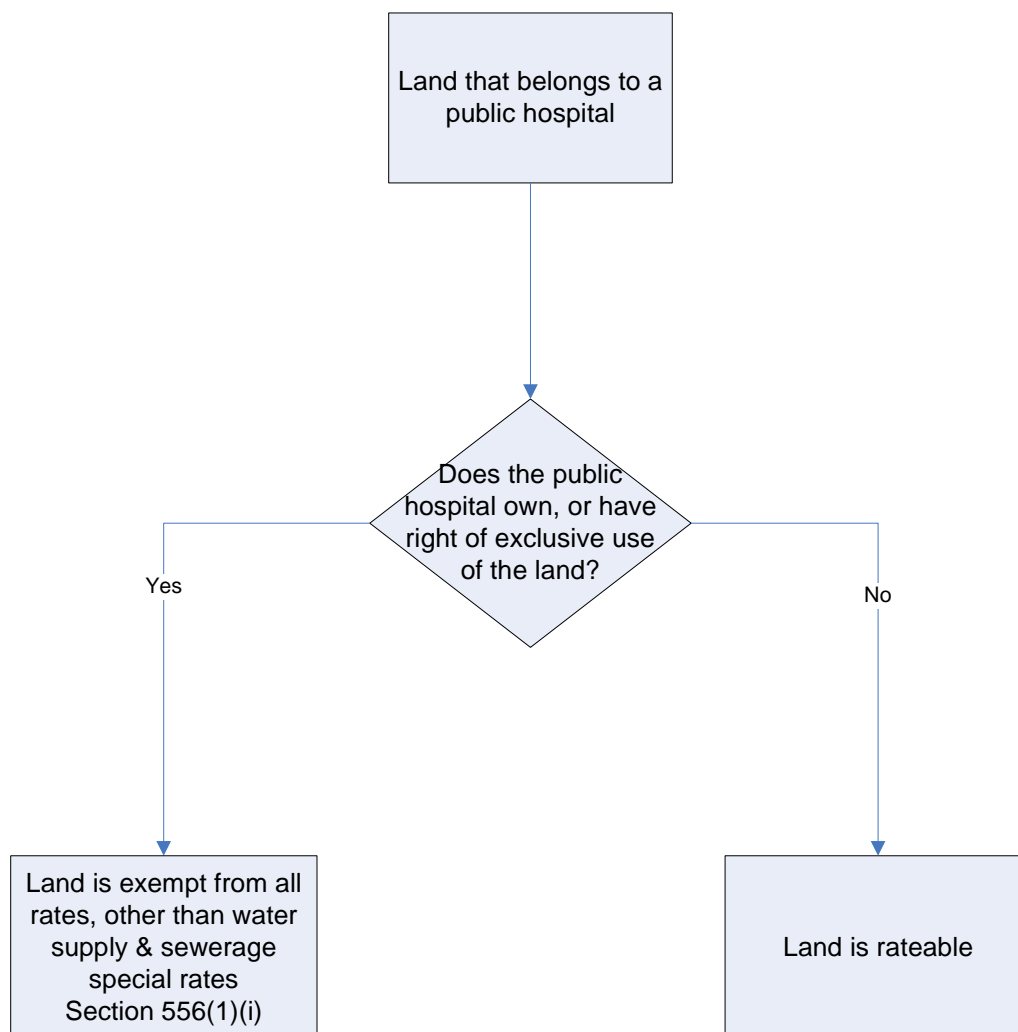 Land that belongs to a
public hospital
Does the public
hospital own, or have
right of exclusive use
of the land?
Yes
No
Land is exempt from all
rates, other than water
supply & sewerage
special rates
Section 556(1)(i)
Land is rateable